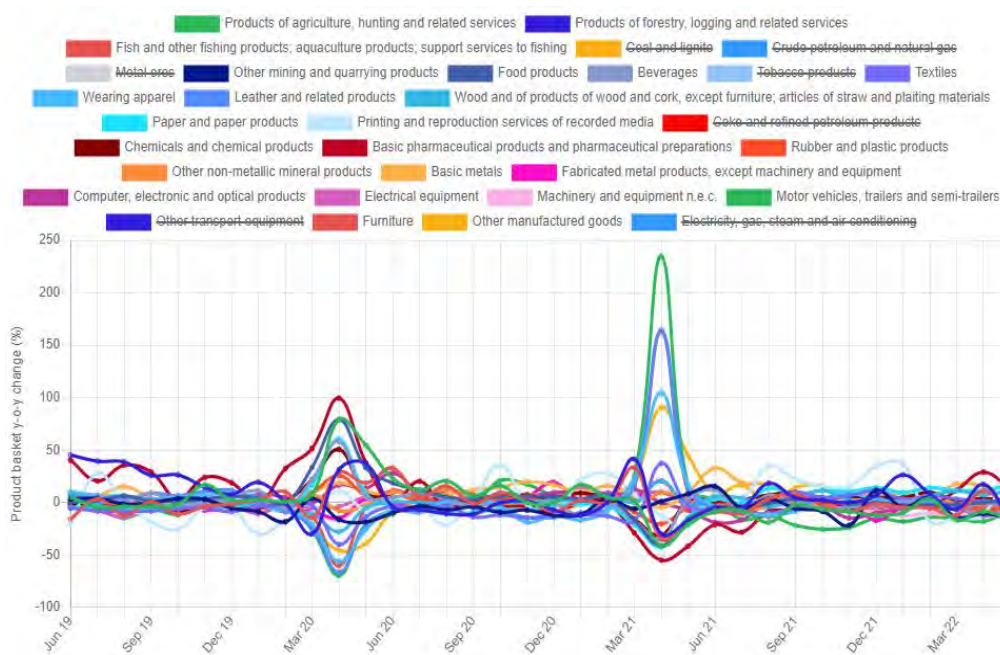 Products of agriculture, hunting and related services Products of forestry, logging and related services
Fish and other fishing products; aquaculture products; support services to fishing Coal and lignite Crude petroleum and natural gas
Metal ores Other mining and quarrying products Food products Beverages Tobacco products Textiles
Wearing apparel Leather and related products Wood and of products of wood and cork, except furniture; articles of straw and plaiting materials
Paper and paper products Printing and reproduction services of recorded media Coke and refined petroleum products
Chemicals and chemical products Basic pharmaceutical products and pharmaceutical preparations Rubber and plastic products
Other non-metallic mineral products Basic metals Fabricated metal products, except machinery and equipment
Computer, electronic and optical products Electrical equipment Machinery and equipment n.e.c. Motor vehicles, trailers and semi-trailers
Other transport equipment Furniture Other manufactured goods Electricity, gas, steam and air conditioning
250
200
150
100
50
0
-50
-100
Product basket y-o-y change (%)
Jun 19 Sep 19 Dec 19 Mar 20 Jun 20 Sep 20 Dec 20 Mar 21 Jun 21 Sep 21 Dec 21 Mar 22